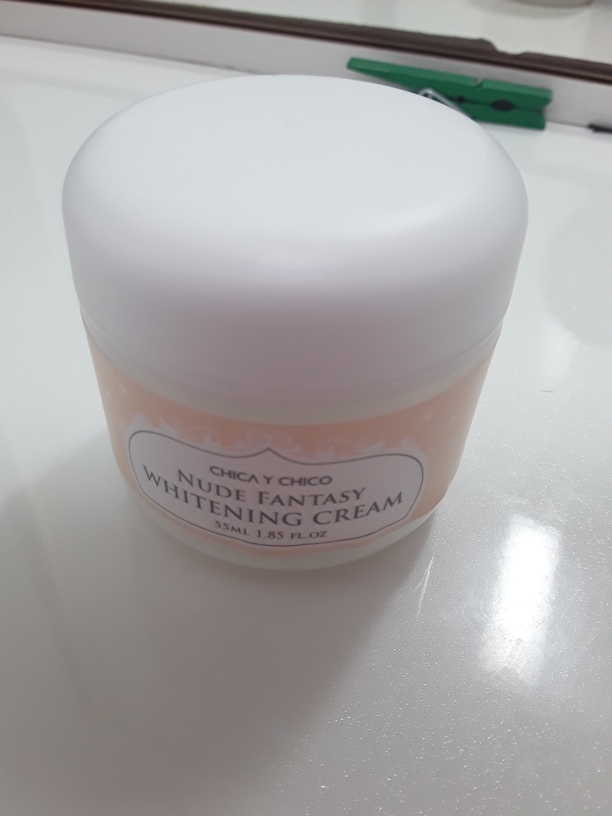 CHICA Y CHICO
NUDE FANTASY
WHITENING CREAM
55ML 1.85 FL.OZ